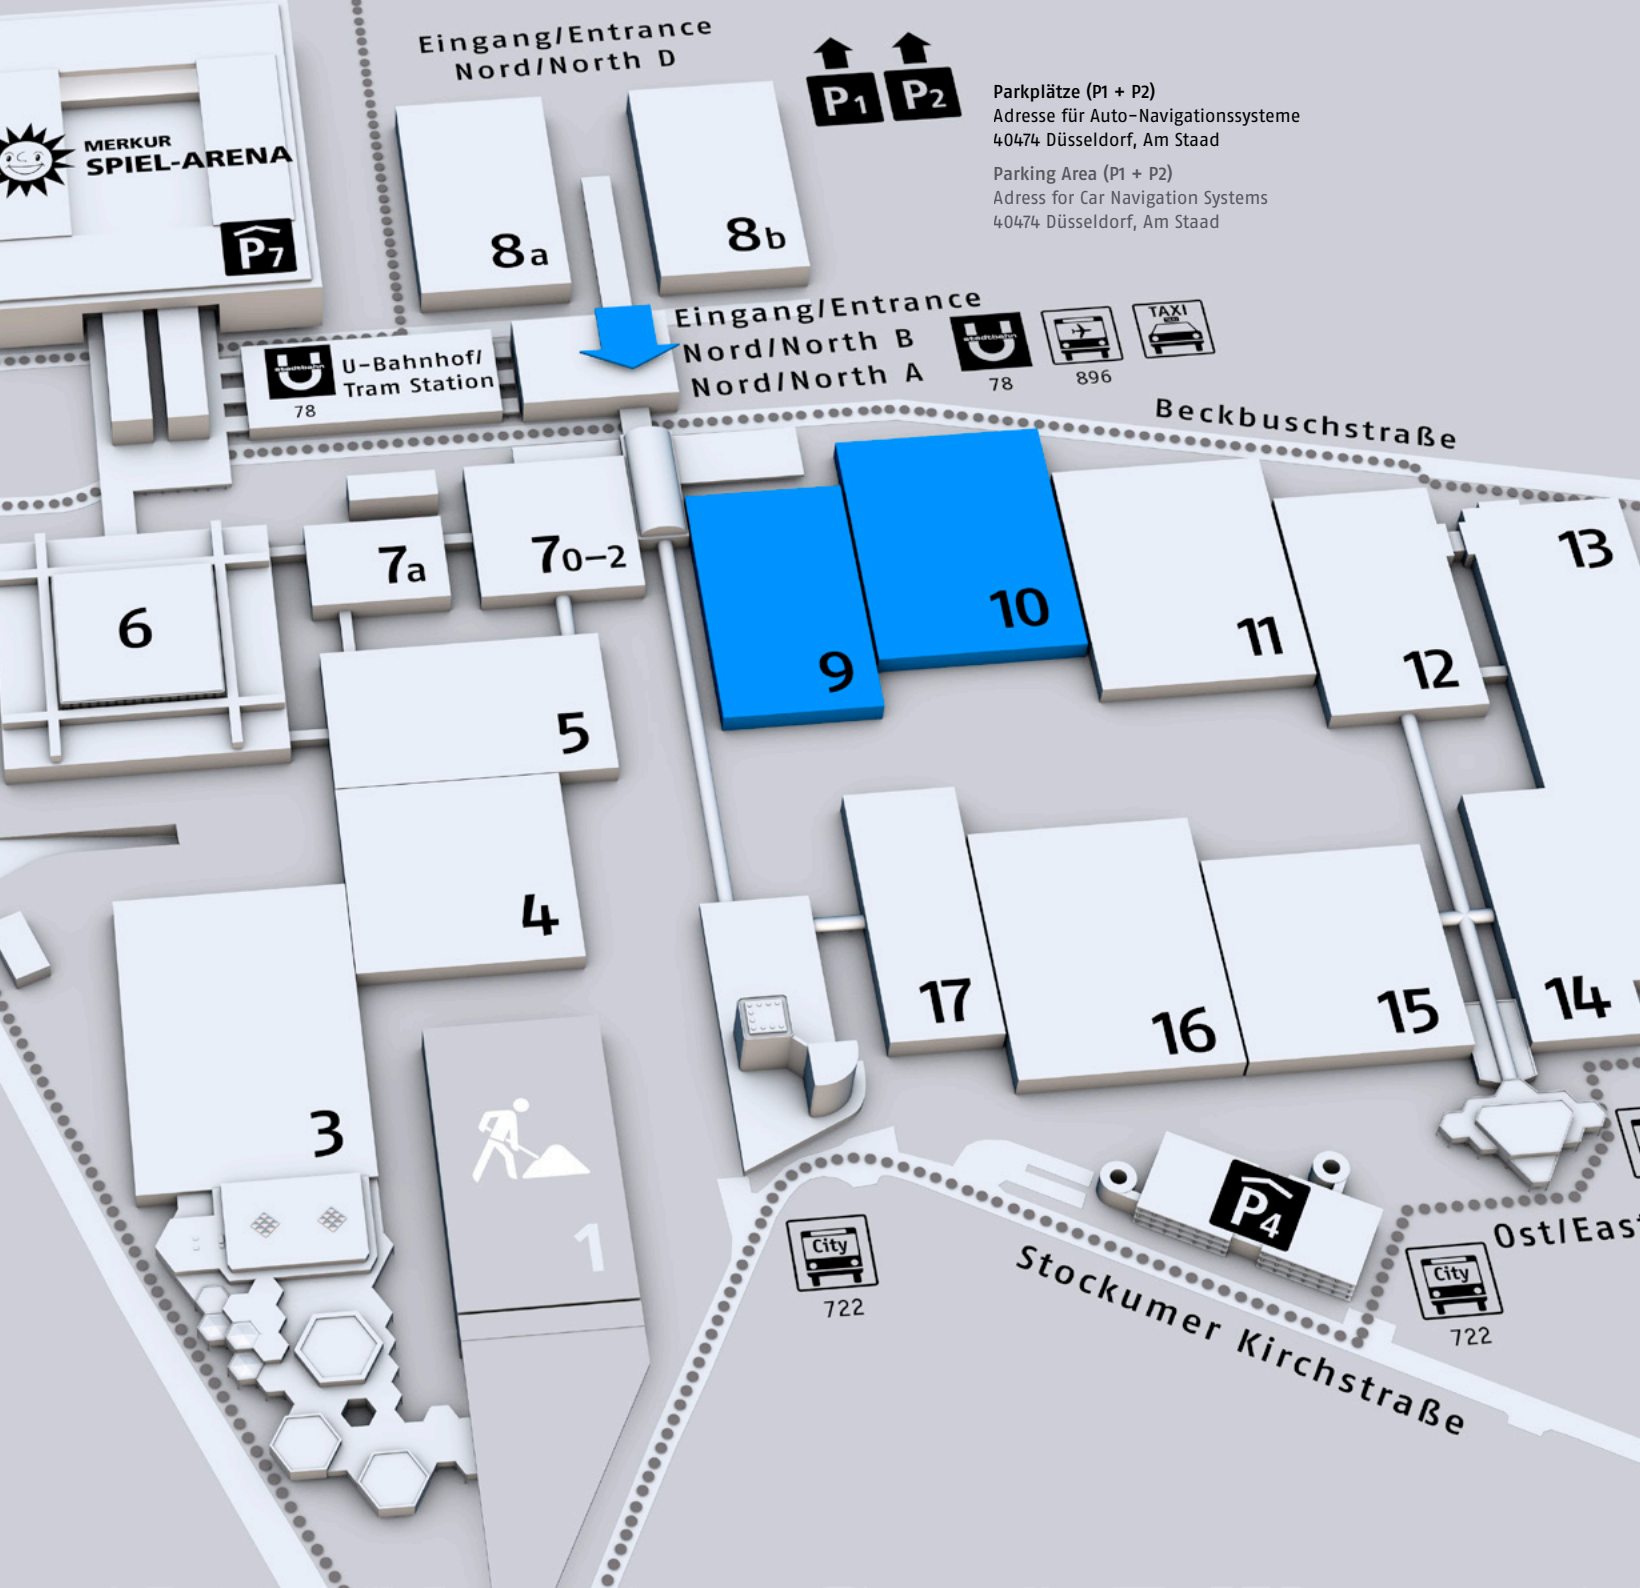 Eingang/Entrance
Nord/North D
P1
P2
Parkplätze (P1 + P2)
Adresse für Auto-Navigationssysteme
40474 Düsseldorf, Am Staad
Parking Area (P1 + P2)
Adress for Car Navigation Systems
40474 Düsseldorf, Am Staad
MERKUR
SPIEL-ARENA
P7
8a
8b
Eingang/Entrance
Nord/North B
Nord/North A
stadtbahn
78
896
TAXI
stadtbahn
78
U-Bahnhof/
Tram Station
Beckbuschstraße
6
7a
70–2
9
10
11
12
13
5
4
3
1
17
16
15
14
P4
City
722
Stockumer Kirchstraße
City
722
Ost/Eas